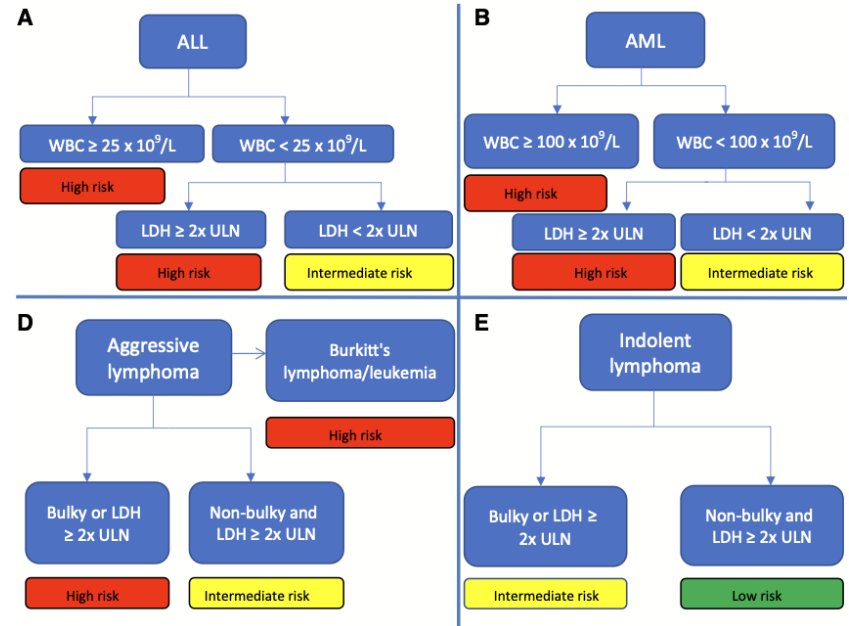 A
ALL
WBC ≥ 25 x 10⁹/L
WBC < 25 x 10⁹/L
High risk
LDH ≥ 2x ULN
LDH < 2x ULN
High risk
Intermediate risk
B
AML
WBC ≥ 100 x 10⁹/L
WBC < 100 x 10⁹/L
High risk
LDH ≥ 2x ULN
LDH < 2x ULN
High risk
Intermediate risk
D
Aggressive
lymphoma
Burkitt's
lymphoma/leukemia
High risk
Bulky or LDH
≥ 2x ULN
Non-bulky and
LDH ≥ 2x ULN
High risk
Intermediate risk
E
Indolent
lymphoma
Bulky or LDH ≥
2x ULN
Non-bulky and
LDH ≥ 2x ULN
Intermediate risk
Low risk